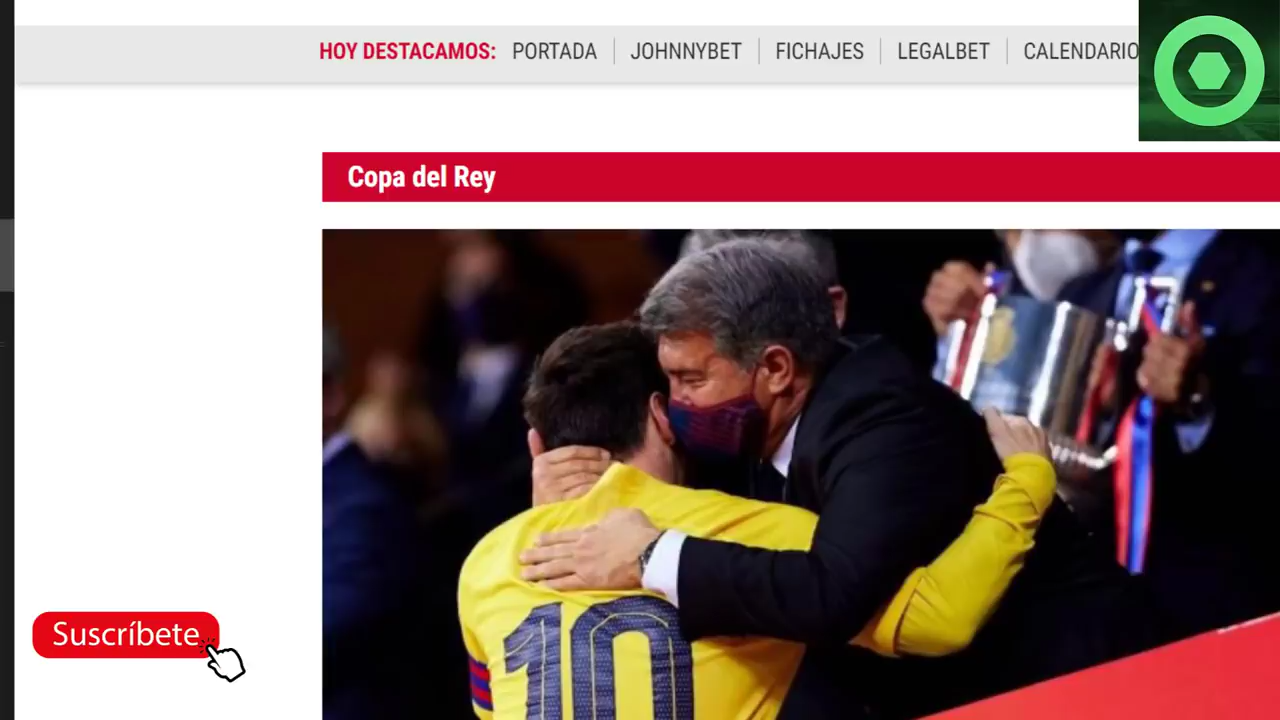 HOY DESTACAMOS: PORTADA JOHNNYBET FICHAJES LEGALBET CALENDARIO
Copa del Rey
10
Suscríbete